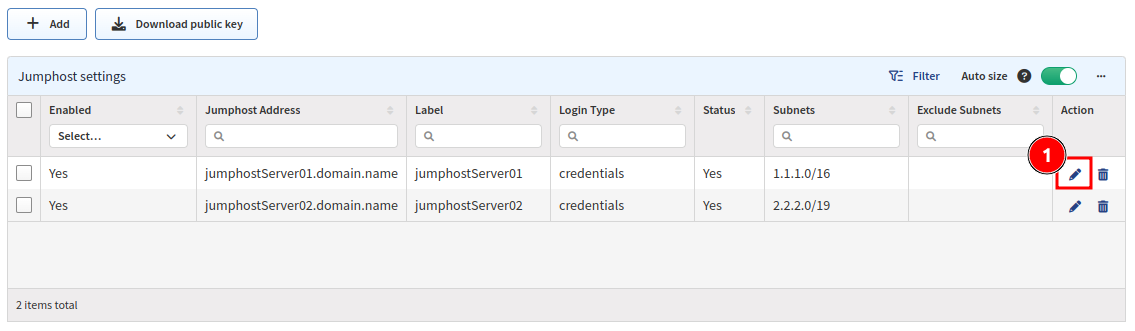 Add
Download public key
Jumphost settings
Filter
Auto size
?
Enabled
Jumphost Address
Label
Login Type
Status
Subnets
Exclude Subnets
Action
Select...
1
Yes jumphostServer01.domain.name jumphostServer01 credentials Yes 1.1.1.0/16
Yes jumphostServer02.domain.name jumphostServer02 credentials Yes 2.2.2.0/19
2 items total